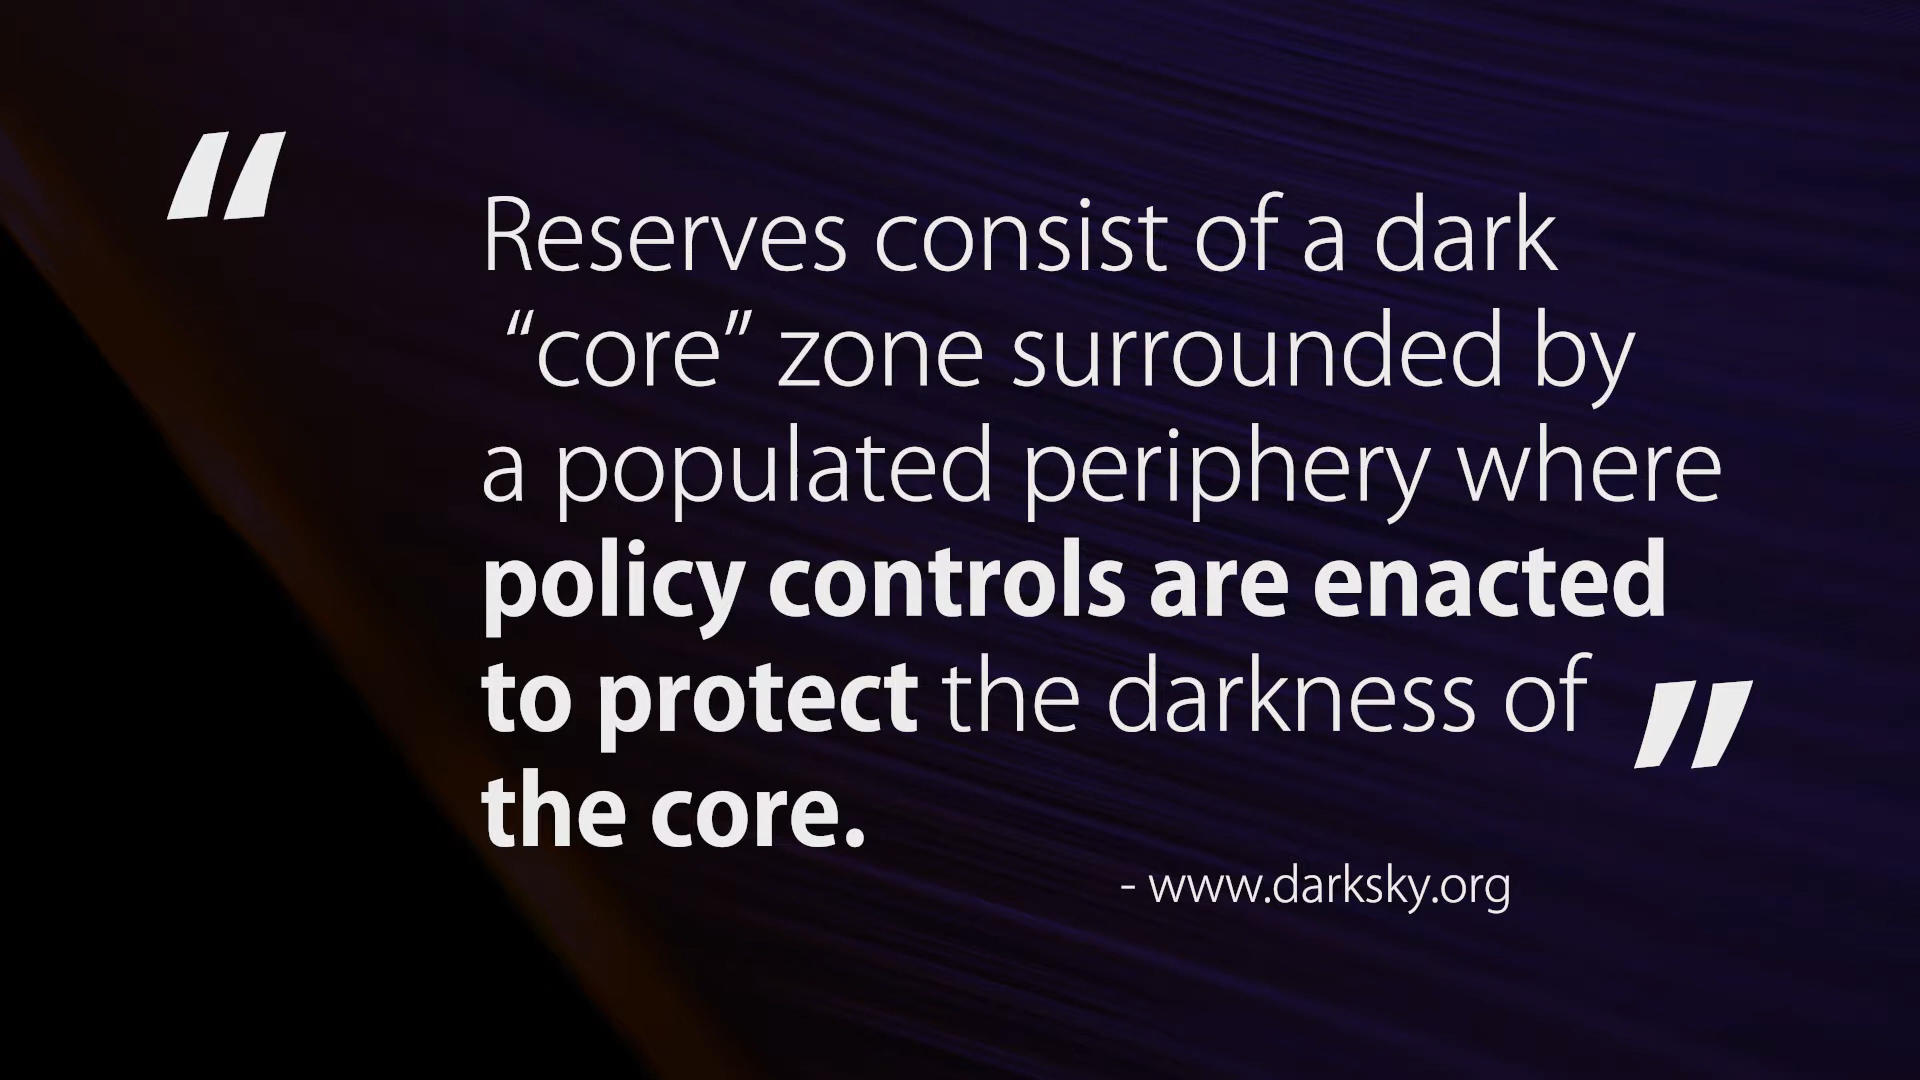 “
Reserves consist of a dark
“core” zone surrounded by
a populated periphery where
policy controls are enacted
to protect the darkness of
the core.
”
- www.darksky.org